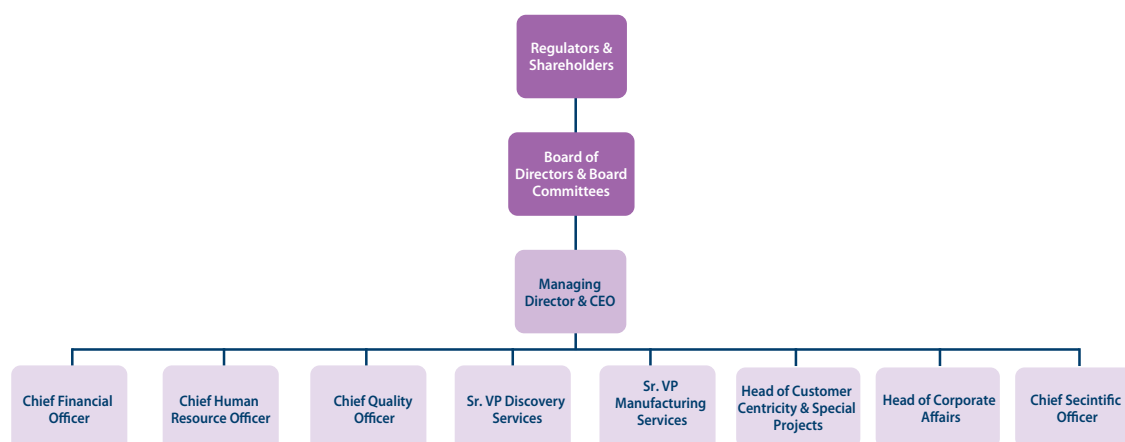 Regulators &
Shareholders
Board of
Directors & Board
Committees
Managing
Director & CEO
Chief Financial
Officer
Chief Human
Resource Officer
Chief Quality
Officer
Sr. VP Discovery
Services
Sr. VP
Manufacturing
Services
Head of Customer
Centricity & Special
Projects
Head of Corporate
Affairs
Chief Secintific
Officer